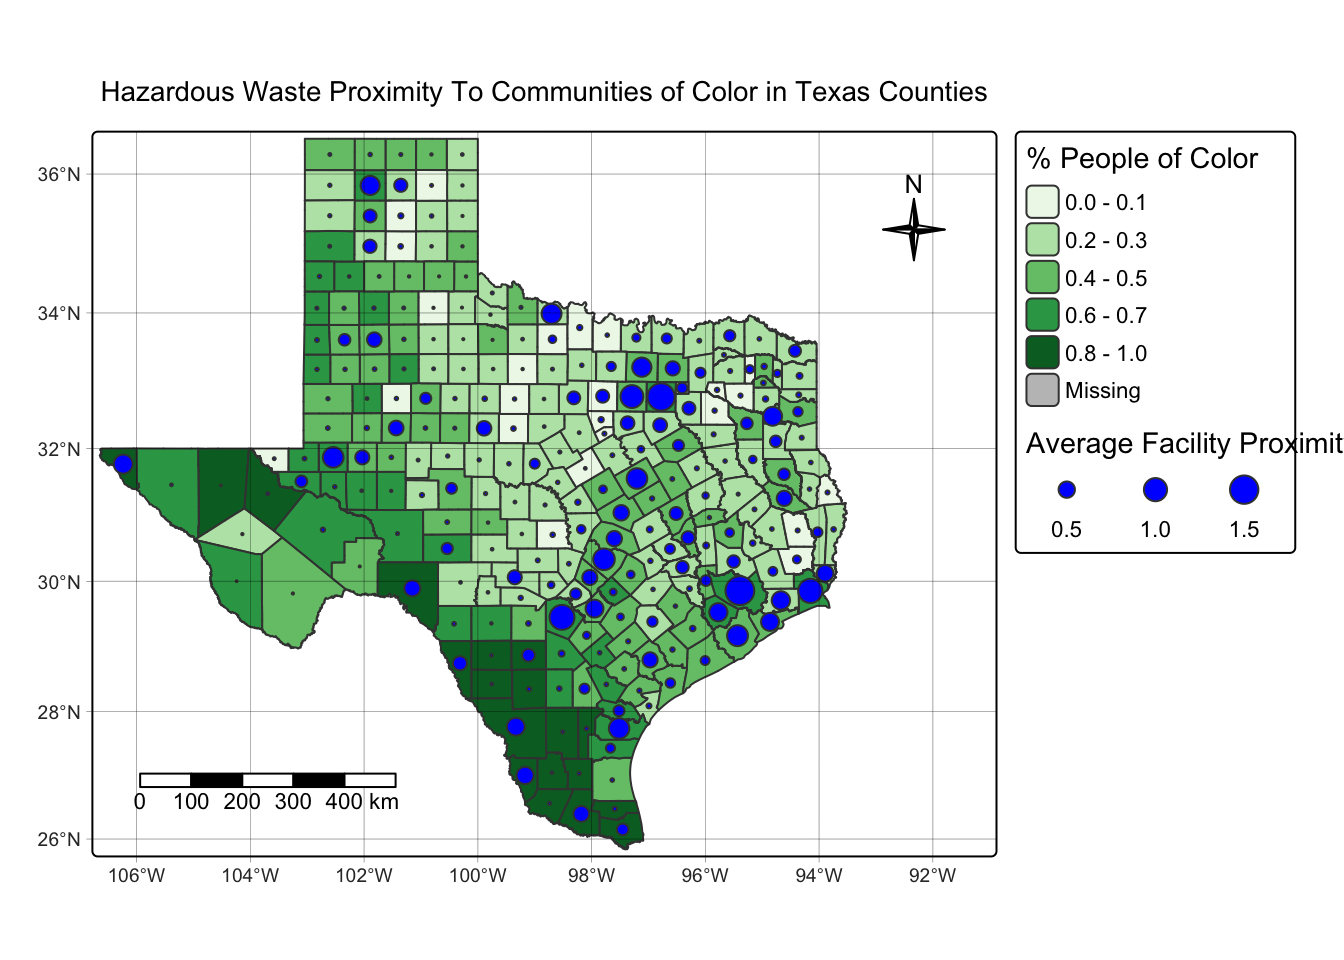 Hazardous Waste Proximity To Communities of Color in Texas Counties
36°N
34°N
32°N
30°N
28°N
26°N
106°W 104°W 102°W 100°W 98°W 96°W 94°W 92°W
N
0 100 200 300 400 km
% People of Color
0.0 - 0.1
0.2 - 0.3
0.4 - 0.5
0.6 - 0.7
0.8 - 1.0
Missing
Average Facility Proximit
0.5 1.0 1.5